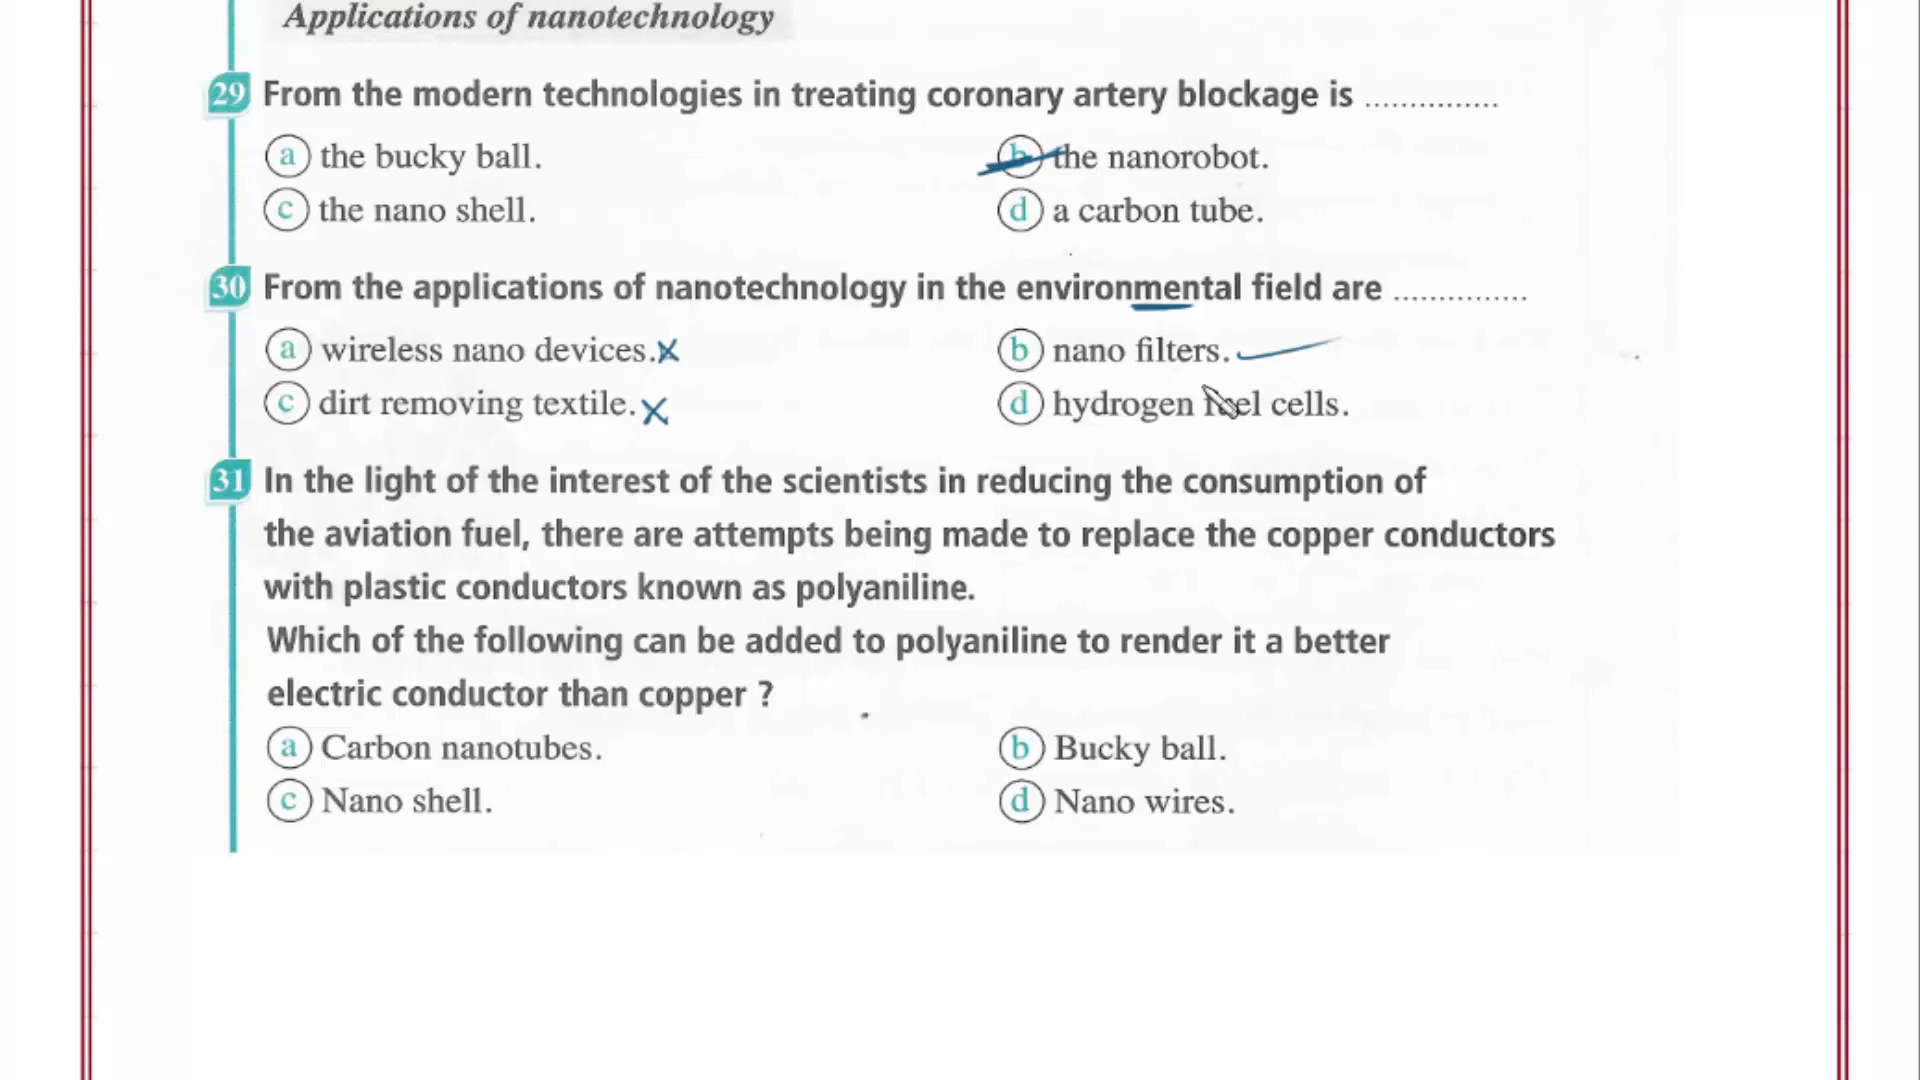 Applications of nanotechnology
29 From the modern technologies in treating coronary artery blockage is ...............
a the bucky ball.
b the nanorobot.
c the nano shell.
d a carbon tube.
30 From the applications of nanotechnology in the environmental field are ...............
a wireless nano devices.
b nano filters.
c dirt removing textile.
d hydrogen fuel cells.
31 In the light of the interest of the scientists in reducing the consumption of
the aviation fuel, there are attempts being made to replace the copper conductors
with plastic conductors known as polyaniline.
Which of the following can be added to polyaniline to render it a better
electric conductor than copper ?
a Carbon nanotubes.
b Bucky ball.
c Nano shell.
d Nano wires.